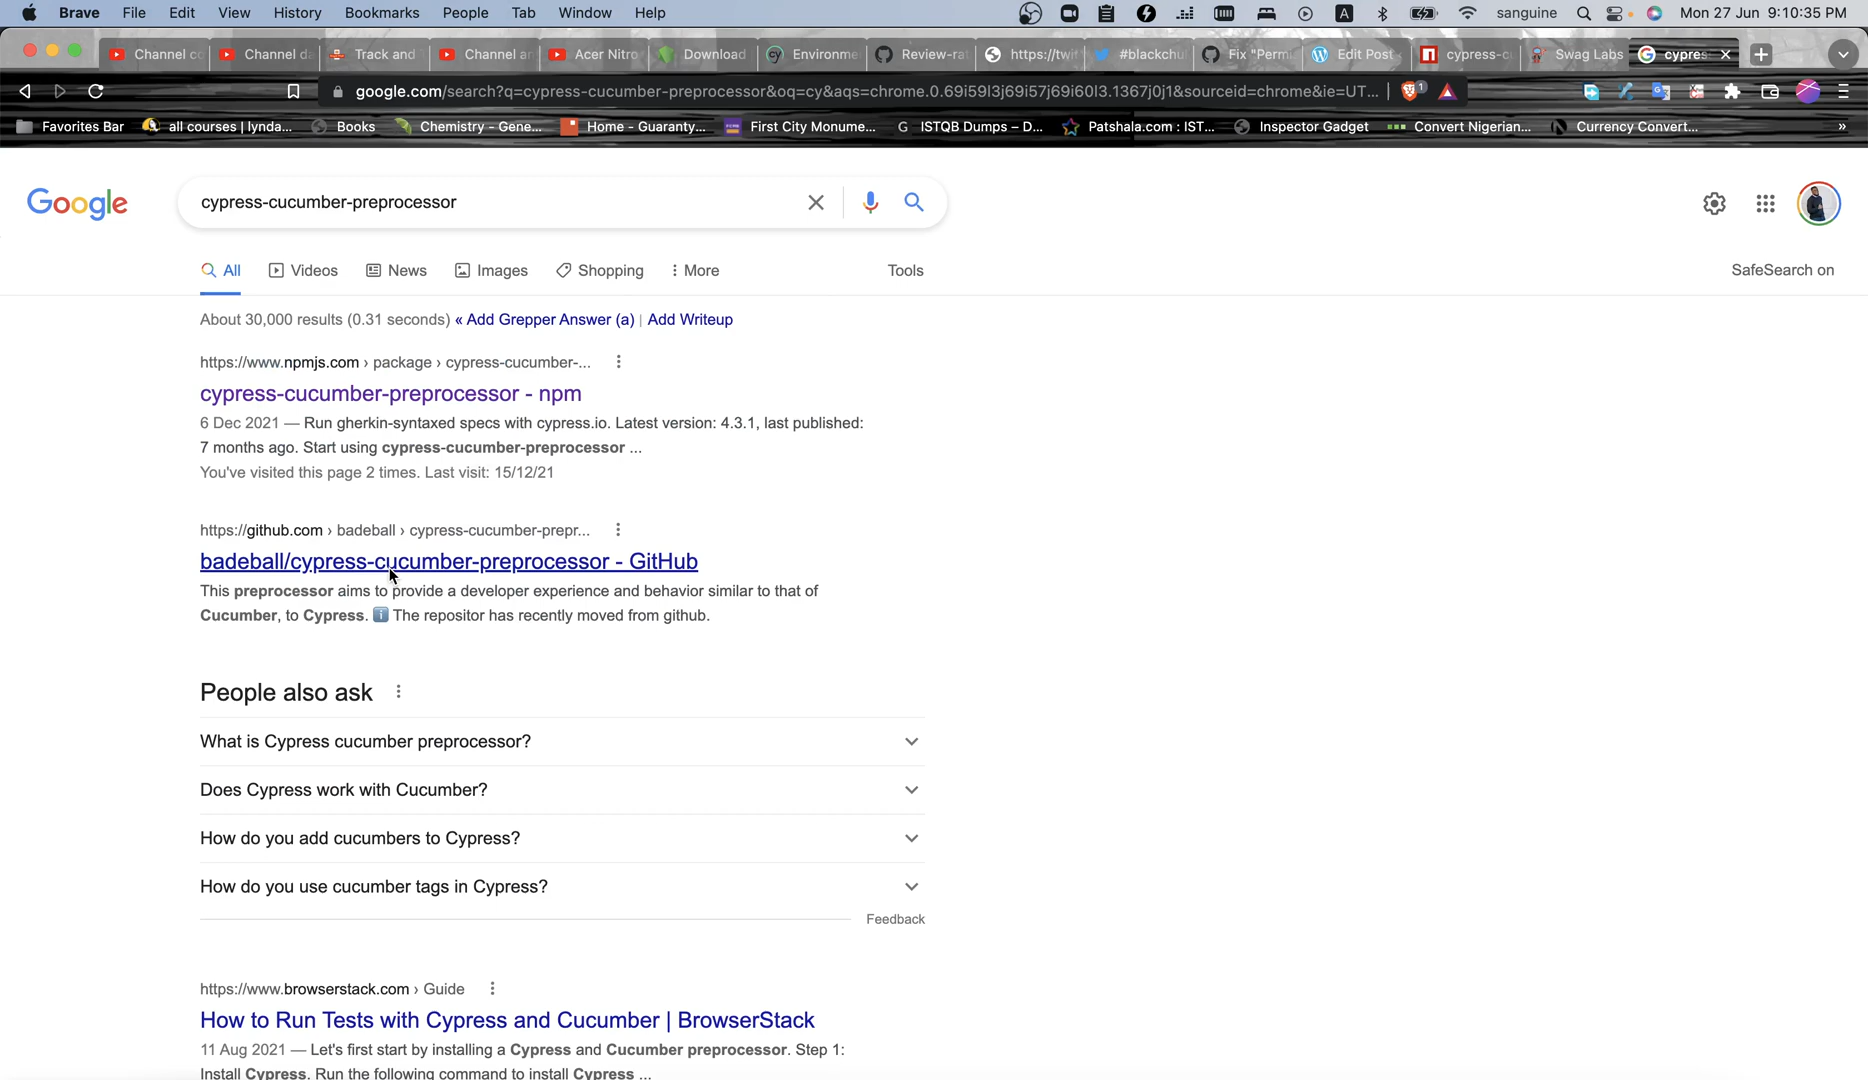 Brave File Edit View History Bookmarks People Tab Window Help sanguine Mon 27 Jun 9:10:35 PM
Channel co Channel da Track and Channel an Acer Nitro Download Environme Review-rat https://twit #blackchu Fix "Permi Edit Post cypress-cu Swag Labs cypres
google.com/search?q=cypress-cucumber-preprocessor&oq=cy&aqs=chrome.0.69i59l3j69i57j69i60l3.1367j0j1&sourceid=chrome&ie=UT...
Favorites Bar all courses | lynda... Books Chemistry - Gene... Home - Guaranty... First City Monume... ISTQB Dumps – D... Patshala.com : IST... Inspector Gadget Convert Nigerian... Currency Convert... »
Google cypress-cucumber-preprocessor
All Videos News Images Shopping More Tools SafeSearch on
About 30,000 results (0.31 seconds) « Add Grepper Answer (a) | Add Writeup
https://www.npmjs.com › package › cypress-cucumber-...
cypress-cucumber-preprocessor - npm
6 Dec 2021 — Run gherkin-syntaxed specs with cypress.io. Latest version: 4.3.1, last published:
7 months ago. Start using cypress-cucumber-preprocessor ...
You've visited this page 2 times. Last visit: 15/12/21
https://github.com › badeball › cypress-cucumber-prepr...
badeball/cypress-cucumber-preprocessor - GitHub
This preprocessor aims to provide a developer experience and behavior similar to that of
Cucumber, to Cypress. ℹ️ The repositor has recently moved from github.
People also ask
What is Cypress cucumber preprocessor?
Does Cypress work with Cucumber?
How do you add cucumbers to Cypress?
How do you use cucumber tags in Cypress?
Feedback
https://www.browserstack.com › Guide
How to Run Tests with Cypress and Cucumber | BrowserStack
11 Aug 2021 — Let's first start by installing a Cypress and Cucumber preprocessor. Step 1:
Install Cypress. Run the following command to install Cypress ...